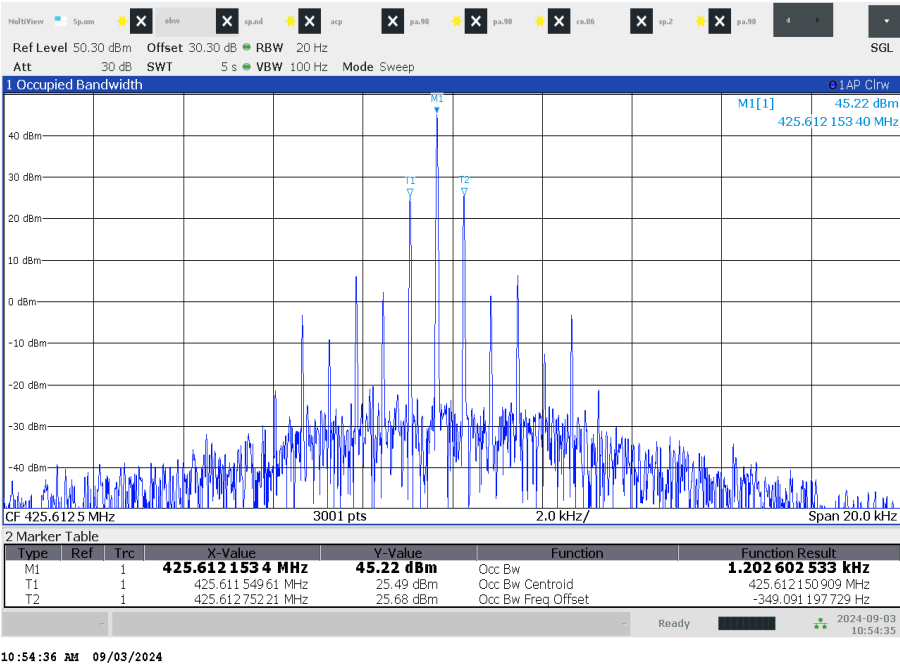 MultiView Sp.um obw sp.nd acp pa.90 pa.90 co.06 sp.2 pa.90
Ref Level 50.30 dBm Offset 30.30 dB RBW 20 Hz SGL
Att 30 dB SWT 5 s VBW 100 Hz Mode Sweep
1 Occupied Bandwidth 1AP Clrw
M1 M1[1] 45.22 dBm
425.612 153 40 MHz
40 dBm
30 dBm
T1 T2
20 dBm
10 dBm
0 dBm
-10 dBm
-20 dBm
-30 dBm
-40 dBm
CF 425.6125 MHz 3001 pts 2.0 kHz/ Span 20.0 kHz
2 Marker Table
Type Ref Trc X-Value Y-Value Function Function Result
M1 1 425.612 153 4 MHz 45.22 dBm Occ Bw 1.202 602 533 kHz
T1 1 425.611 549 61 MHz 25.49 dBm Occ Bw Centroid 425.612 150 909 MHz
T2 1 425.612 752 21 MHz 25.68 dBm Occ Bw Freq Offset -349.091 197 729 Hz
Ready 2024-09-03
10:54:35
10:54:36 AM 09/03/2024